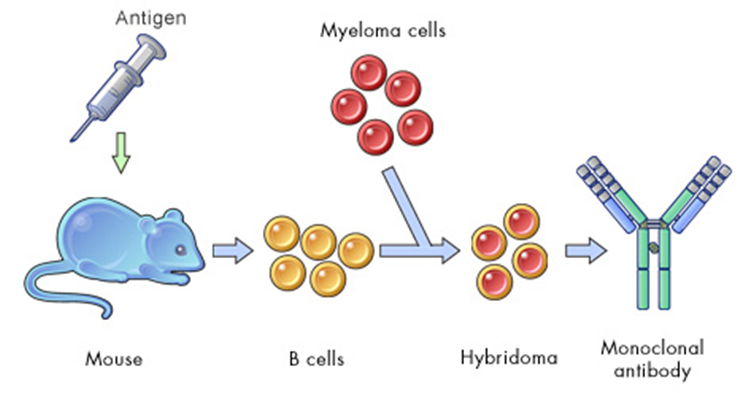 Antigen
Myeloma cells
Mouse
B cells
Hybridoma
Monoclonal
antibody